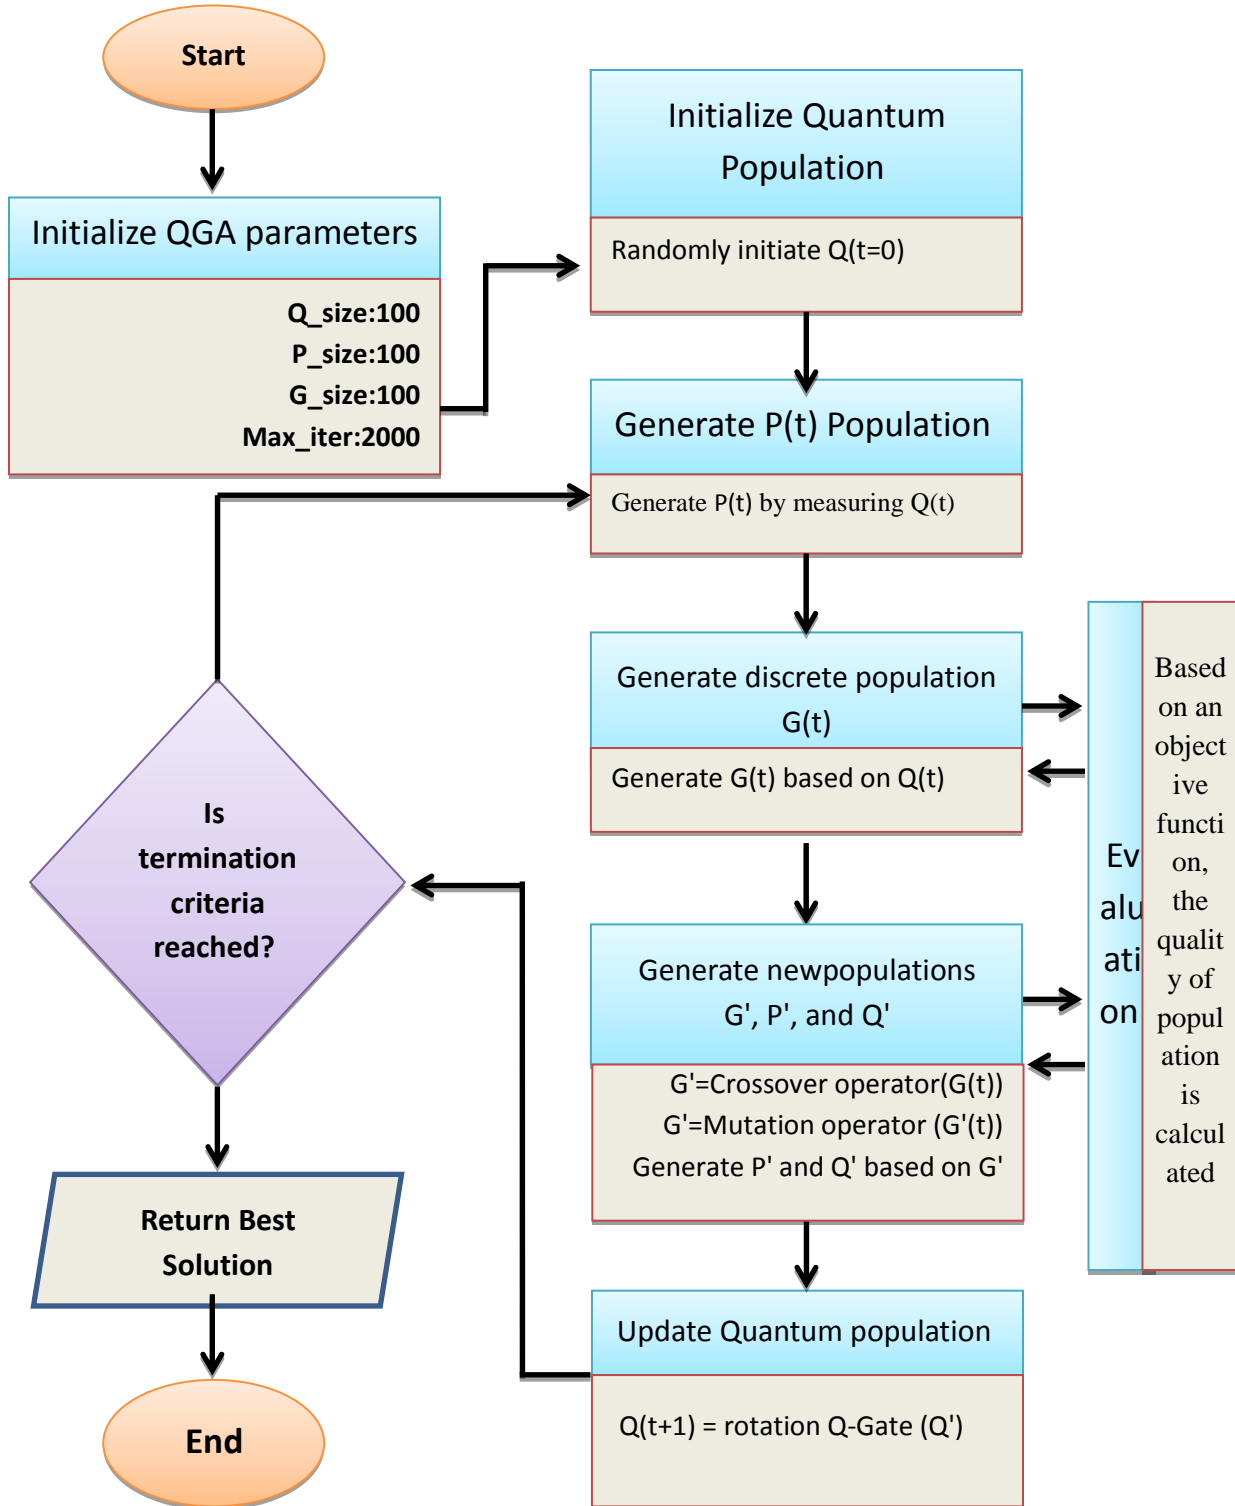 Start
Initialize QGA parameters
Q_size:100
P_size:100
G_size:100
Max_iter:2000
Initialize Quantum
Population
Randomly initiate Q(t=0)
Generate P(t) Population
Generate P(t) by measuring Q(t)
Generate discrete population
G(t)
Generate G(t) based on Q(t)
Ev
alu
ati
on
Based
on an
object
ive
functi
on,
the
qualit
y of
popul
ation
is
calcul
ated
Generate newpopulations
G', P', and Q'
G'=Crossover operator(G(t))
G'=Mutation operator (G'(t))
Generate P' and Q' based on G'
Update Quantum population
Q(t+1) = rotation Q-Gate (Q')
Is
termination
criteria
reached?
Return Best
Solution
End